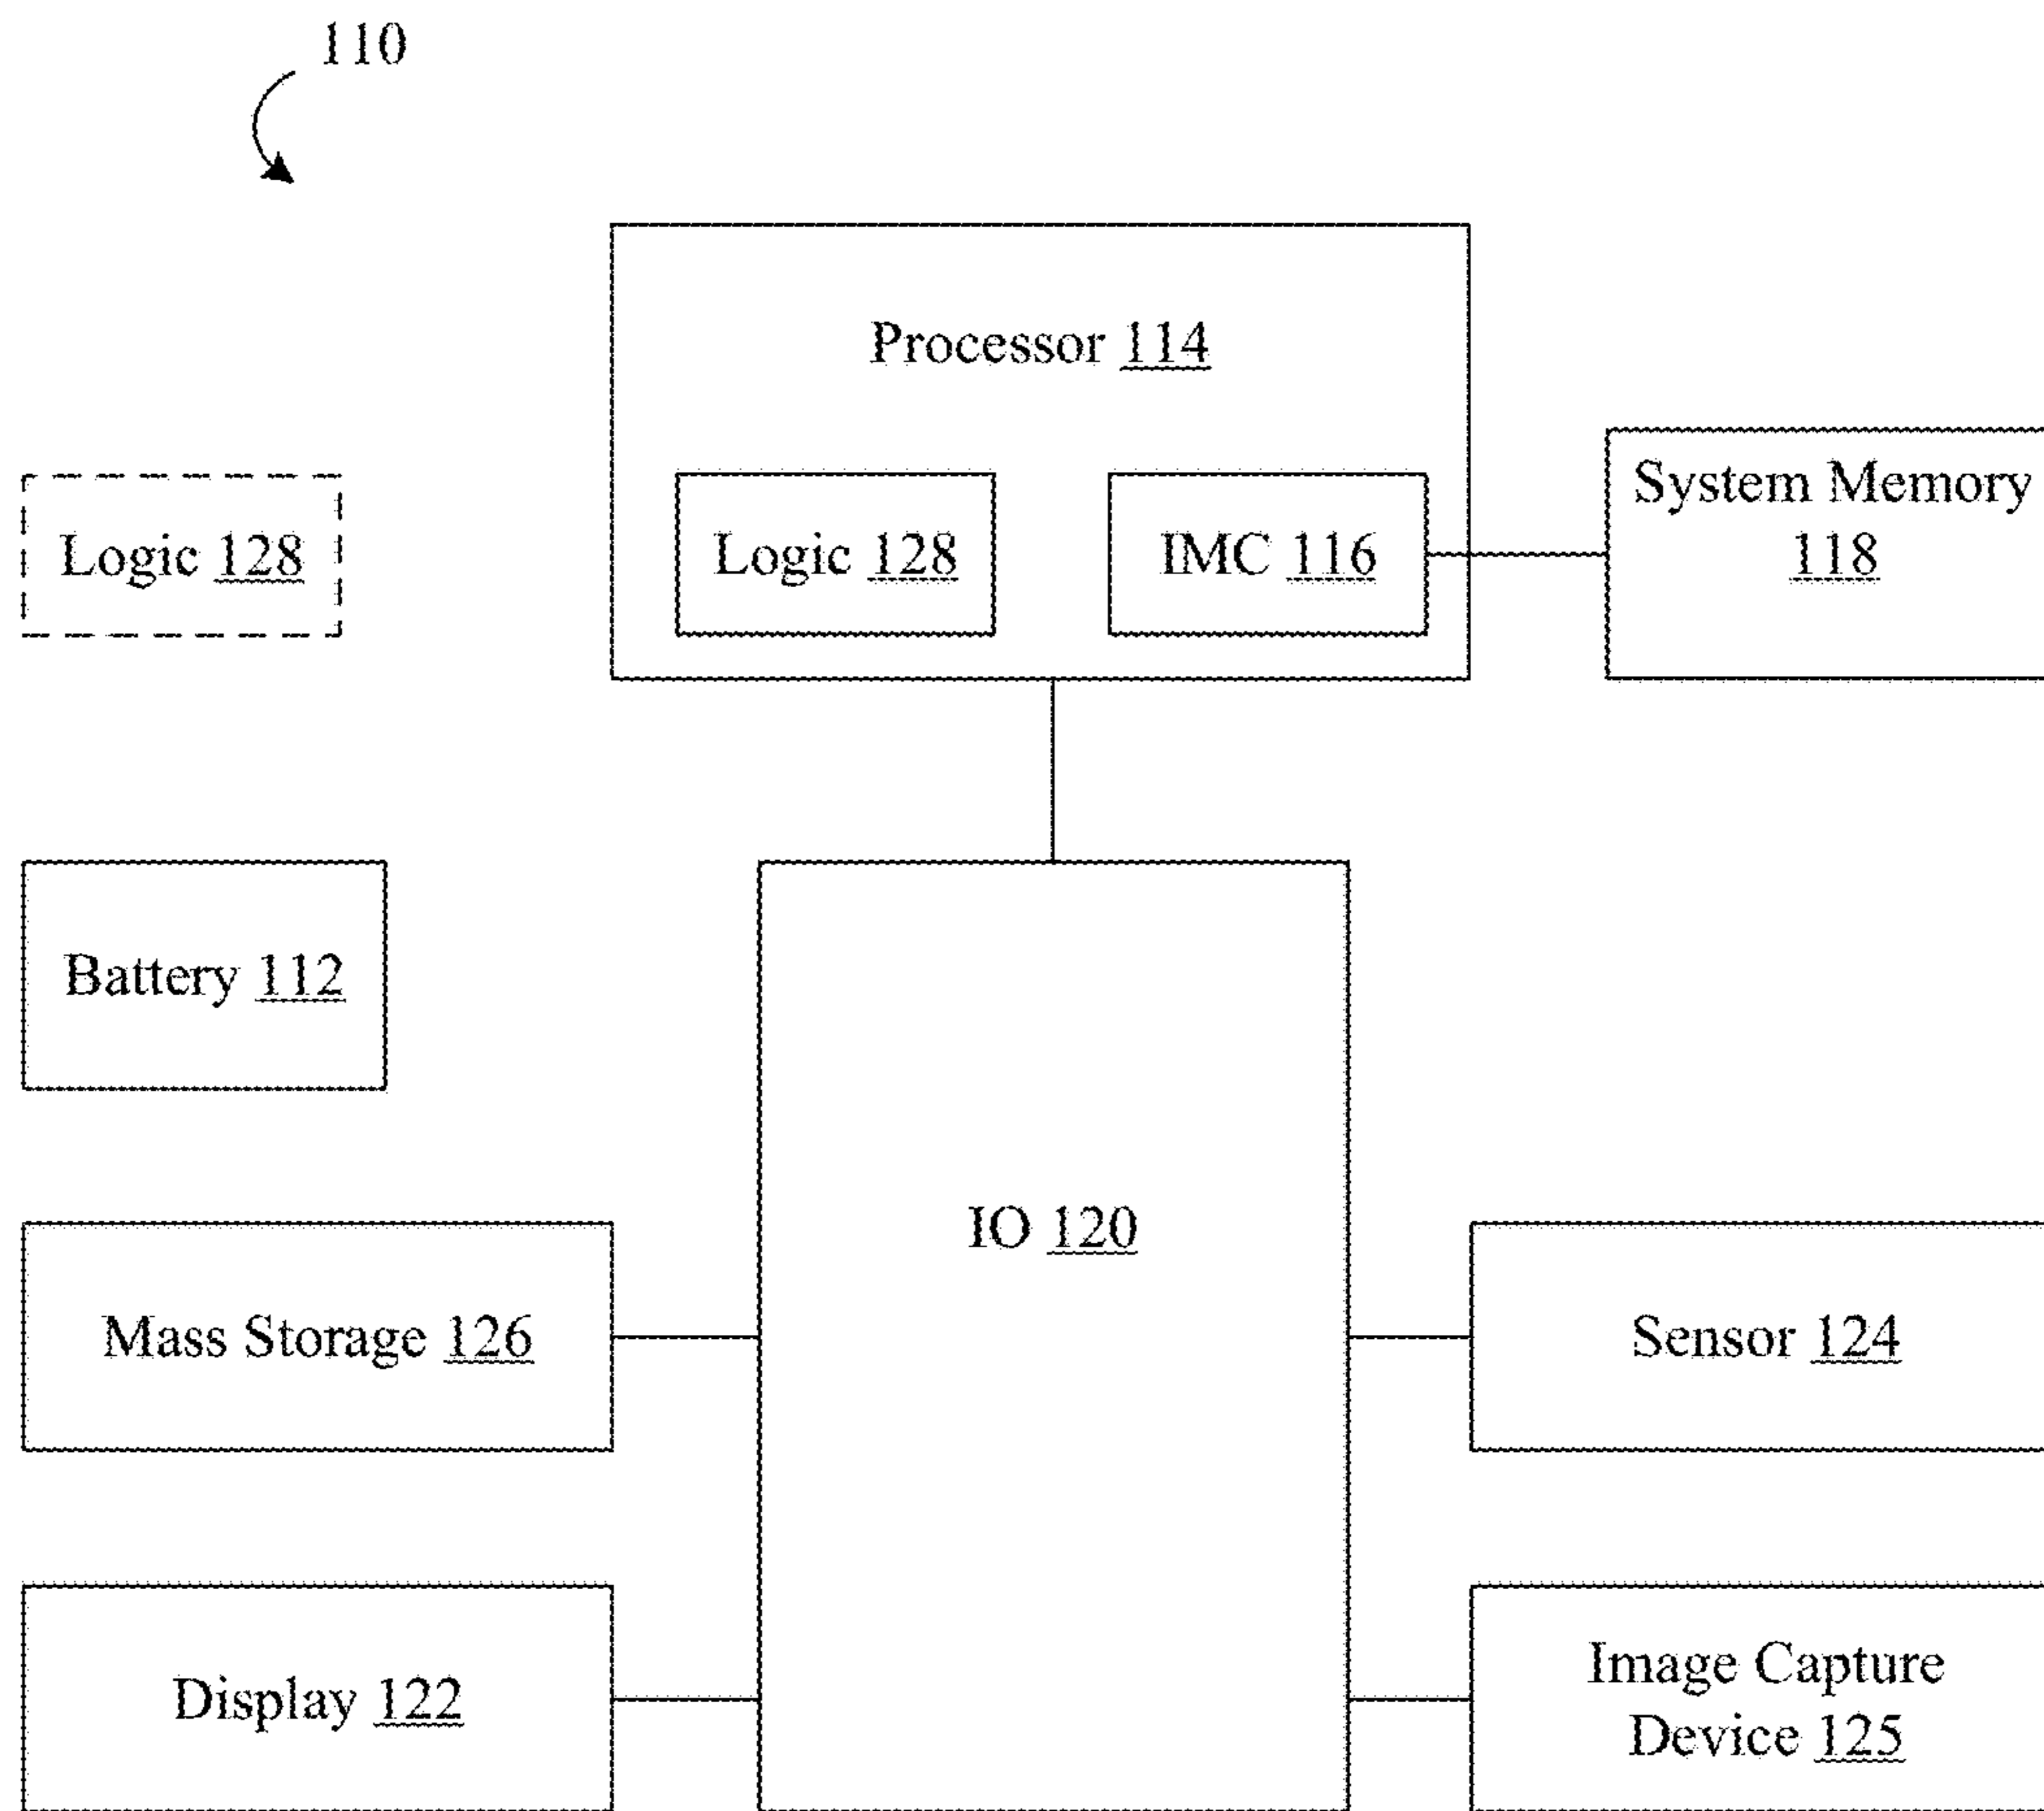 110
Processor 114
System Memory
118
Logic 128
Logic 128
IMC 116
Battery 112
IO 120
Mass Storage 126
Sensor 124
Display 122
Image Capture
Device 125